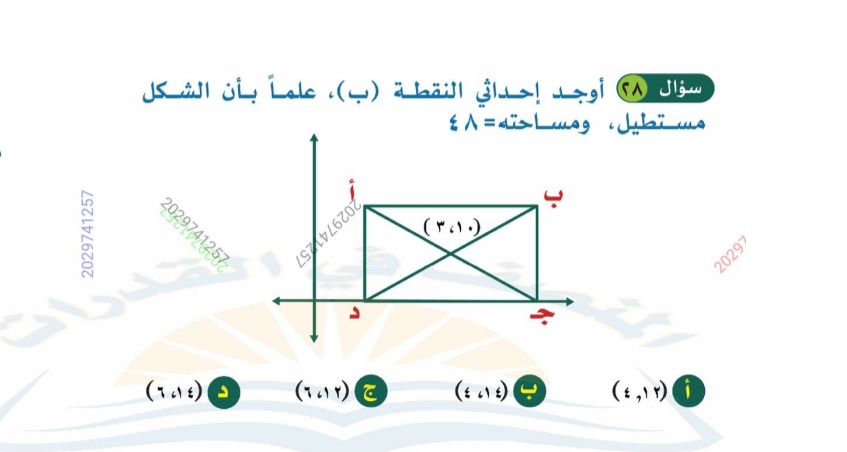 سؤال ٢٨ أوجد إحداثي النقطة (ب)، علماً بأن الشكل
مستطيل، ومساحته= ٤٨
أ
ب
(٣،١٠)
د
جـ
أ (٤,١٢)
ب (٤،١٤)
ج (٦،١٢)
د (٦،١٤)
2029741257
2029741257
2029741257
20297